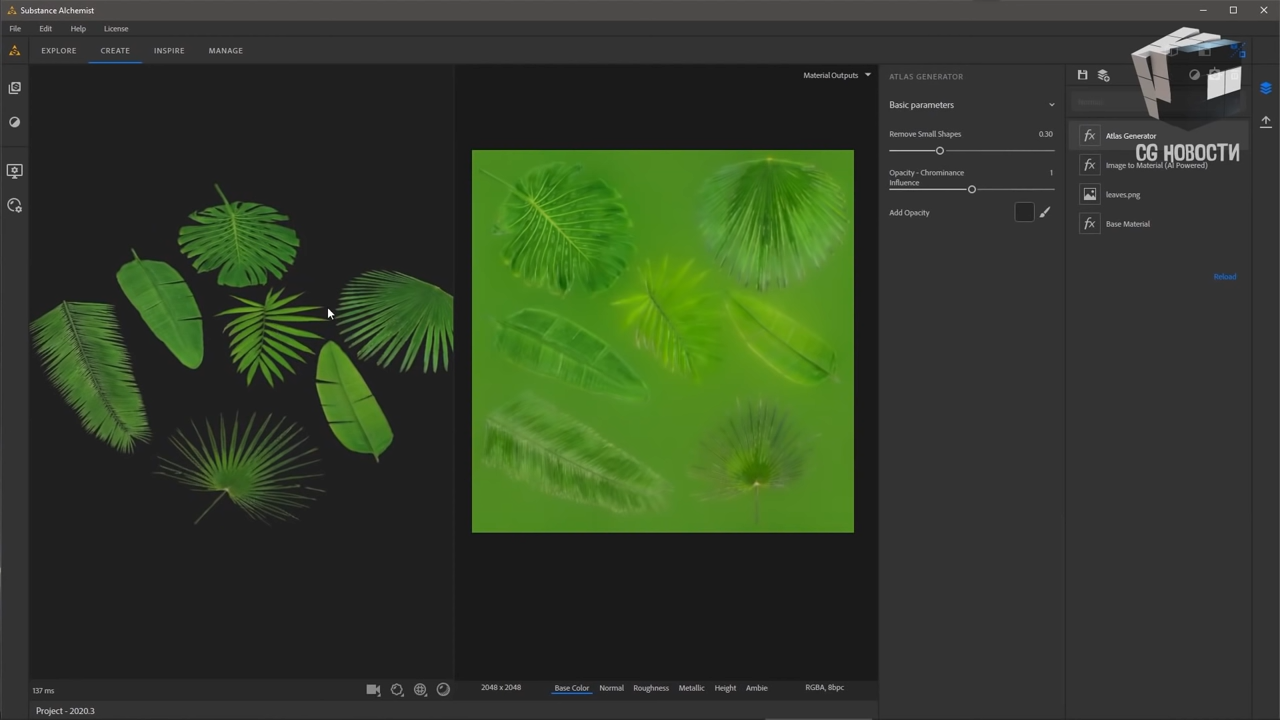 Substance Alchemist
File Edit Help License
EXPLORE CREATE INSPIRE MANAGE
Material Outputs
ATLAS GENERATOR
Basic parameters
Remove Small Shapes 0.30
Opacity - Chrominance
Influence 1
Add Opacity
Atlas Generator
CG НОВОСТИ
Image to Material (AI Powered)
leaves.png
Base Material
Reload
137 ms
2048 x 2048 Base Color Normal Roughness Metallic Height Ambie RGBA, 8bpc
Project - 2020.3